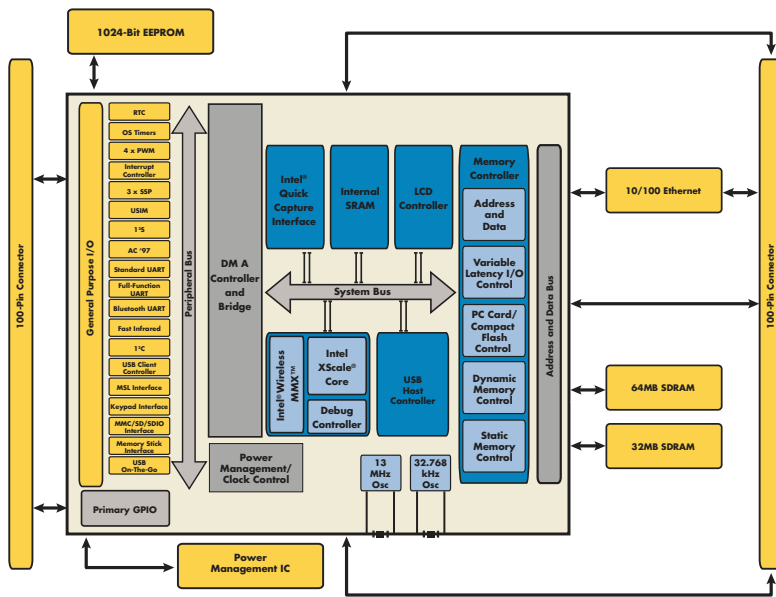 1024-Bit EEPROM
100-Pin Connector
General Purpose I/O
RTC
OS Timers
4 x PWM
Interrupt
Controller
3 x SSP
USIM
I²S
AC '97
Standard UART
Full-Function
UART
Bluetooth UART
Fast Infrared
I²C
USB Client
Controller
MSL Interface
Keypad Interface
MMC/SD/SDIO
Interface
Memory Stick
Interface
USB
On-The-Go
Primary GPIO
Peripheral Bus
DM A
Controller
and
Bridge
Power
Management/
Clock Control
Intel®
Quick
Capture
Interface
Internal
SRAM
LCD
Controller
System Bus
Intel® Wireless
MMX™
Intel
XScale®
Core
Debug
Controller
USB
Host
Controller
13
MHz
Osc
32.768
kHz
Osc
Memory
Controller
Address
and
Data
Variable
Latency I/O
Control
PC Card/
Compact
Flash
Control
Dynamic
Memory
Control
Static
Memory
Control
Address and Data Bus
10/100 Ethernet
64MB SDRAM
32MB SDRAM
100-Pin Connector
Power
Management IC